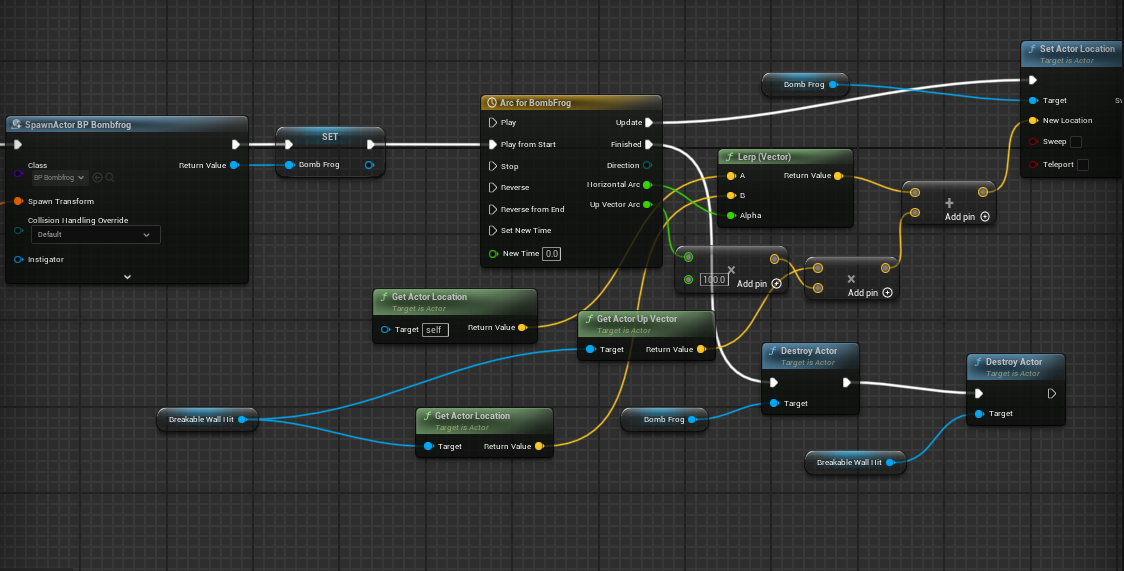 SpawnActor BP Bombfrog
Class
BP Bombfrog
Return Value
Spawn Transform
Collision Handling Override
Default
Instigator
SET
Bomb Frog
Arc for BombFrog
Play
Update
Play from Start
Finished
Stop
Direction
Reverse
Horizontal Arc
Reverse from End
Up Vector Arc
Set New Time
New Time 0.0
Bomb Frog
Set Actor Location
Target is Actor
Target
New Location
Sweep
Teleport
Lerp (Vector)
A
Return Value
B
Alpha
Add pin
100.0
Add pin
Add pin
Get Actor Location
Target is Actor
Target self
Return Value
Get Actor Up Vector
Target is Actor
Target
Return Value
Breakable Wall Hit
Get Actor Location
Target is Actor
Target
Return Value
Bomb Frog
Destroy Actor
Target is Actor
Target
Breakable Wall Hit
Destroy Actor
Target is Actor
Target